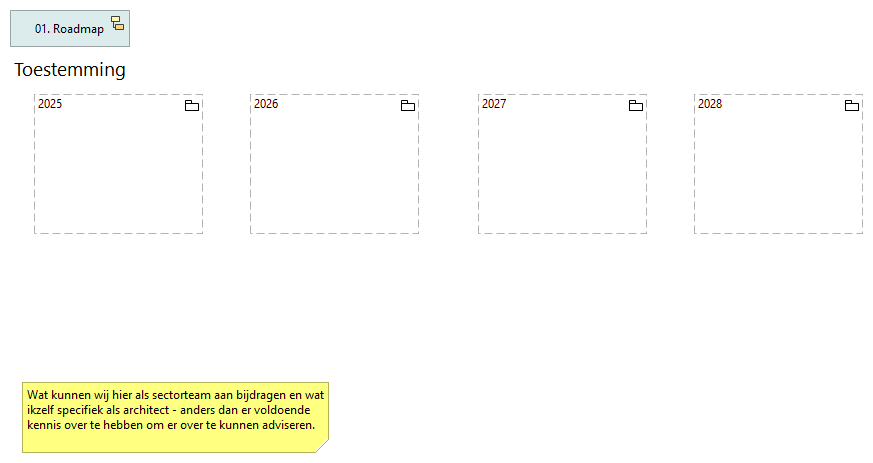 01. Roadmap
Toestemming
2025
2026
2027
2028
Wat kunnen wij hier als sectorteam aan bijdragen en wat
ikzelf specifiek als architect - anders dan er voldoende
kennis over te hebben om er over te kunnen adviseren.